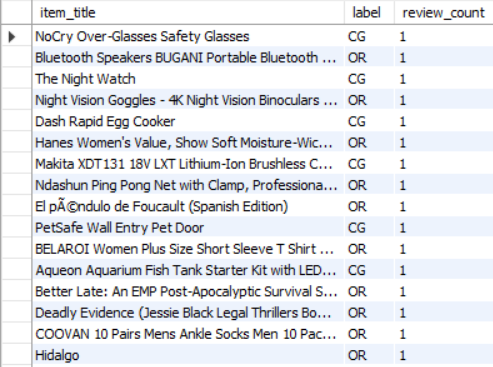 item_title label review_count
NoCry Over-Glasses Safety Glasses CG 1
Bluetooth Speakers BUGANI Portable Bluetooth ... OR 1
The Night Watch CG 1
Night Vision Goggles - 4K Night Vision Binoculars ... OR 1
Dash Rapid Egg Cooker CG 1
Hanes Women's Value, Show Soft Moisture-Wic... OR 1
Makita XDT131 18V LXT Lithium-Ion Brushless C... CG 1
Ndashun Ping Pong Net with Clamp, Professiona... OR 1
El pÃ©ndulo de Foucault (Spanish Edition) OR 1
PetSafe Wall Entry Pet Door CG 1
BELAROI Women Plus Size Short Sleeve T Shirt ... OR 1
Aqueon Aquarium Fish Tank Starter Kit with LED... CG 1
Better Late: An EMP Post-Apocalyptic Survival S... OR 1
Deadly Evidence (Jessie Black Legal Thrillers Bo... OR 1
COOVAN 10 Pairs Mens Ankle Socks Men 10 Pac... OR 1
Hidalgo OR 1